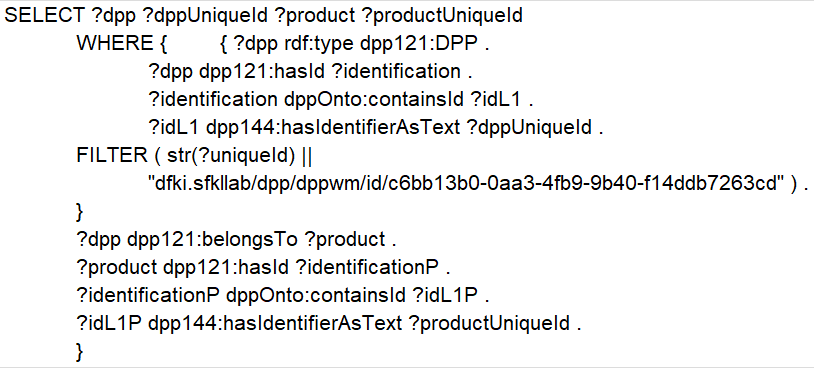 SELECT ?dpp ?dppUniqueId ?product ?productUniqueId
WHERE { { ?dpp rdf:type dpp121:DPP .
?dpp dpp121:hasId ?identification .
?identification dppOnto:containsId ?idL1 .
?idL1 dpp144:hasIdentifierAsText ?dppUniqueId .
FILTER ( str(?uniqueId) ||
"dfki.sfkllab/dpp/dppwm/id/c6bb13b0-0aa3-4fb9-9b40-f14ddb7263cd" ) .
}
?dpp dpp121:belongsTo ?product .
?product dpp121:hasId ?identificationP .
?identificationP dppOnto:containsId ?idL1P .
?idL1P dpp144:hasIdentifierAsText ?productUniqueId .
}